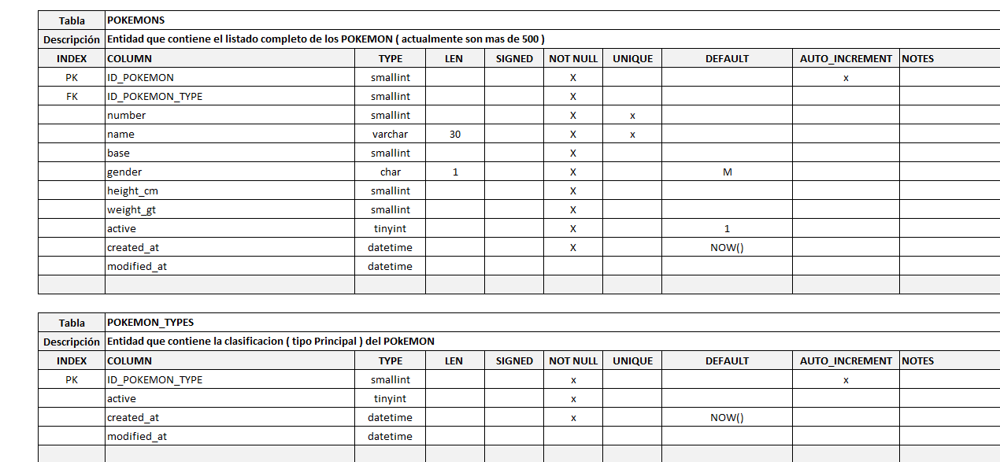 Tabla POKEMONS
Descripción Entidad que contiene el listado completo de los POKEMON ( actualmente son mas de 500 )
INDEX COLUMN TYPE LEN SIGNED NOT NULL UNIQUE DEFAULT AUTO_INCREMENT NOTES
PK ID_POKEMON smallint X x
FK ID_POKEMON_TYPE smallint X
number smallint X x
name varchar 30 X x
base smallint X
gender char 1 X M
height_cm smallint X
weight_gt smallint X
active tinyint X 1
created_at datetime X NOW()
modified_at datetime
Tabla POKEMON_TYPES
Descripción Entidad que contiene la clasificacion ( tipo Principal ) del POkEMON
INDEX COLUMN TYPE LEN SIGNED NOT NULL UNIQUE DEFAULT AUTO_INCREMENT NOTES
PK ID_POKEMON_TYPE smallint x x
active tinyint x
created_at datetime x NOW()
modified_at datetime